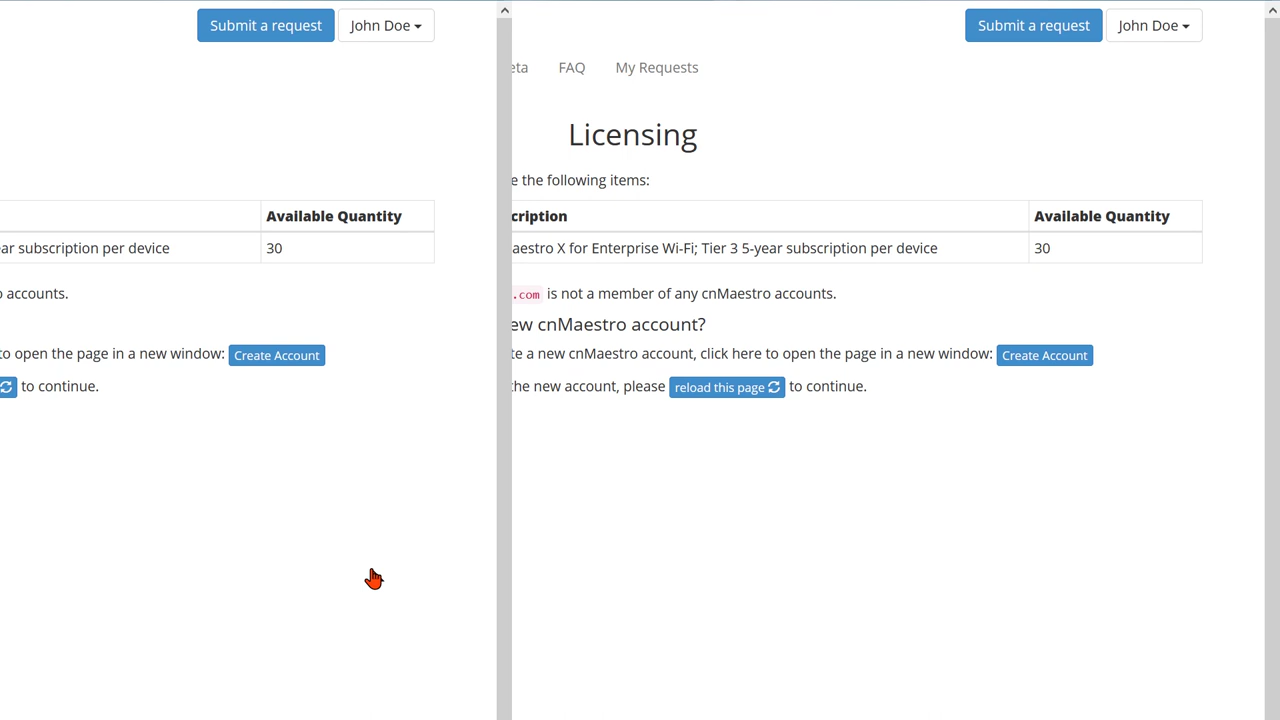 Submit a request John Doe
Available Quantity
ar subscription per device 30
accounts.
to open the page in a new window: Create Account
to continue.
Submit a request John Doe
eta FAQ My Requests
Licensing
e the following items:
cription Available Quantity
aestro X for Enterprise Wi-Fi; Tier 3 5-year subscription per device 30
.com is not a member of any cnMaestro accounts.
ew cnMaestro account?
te a new cnMaestro account, click here to open the page in a new window: Create Account
the new account, please reload this page to continue.